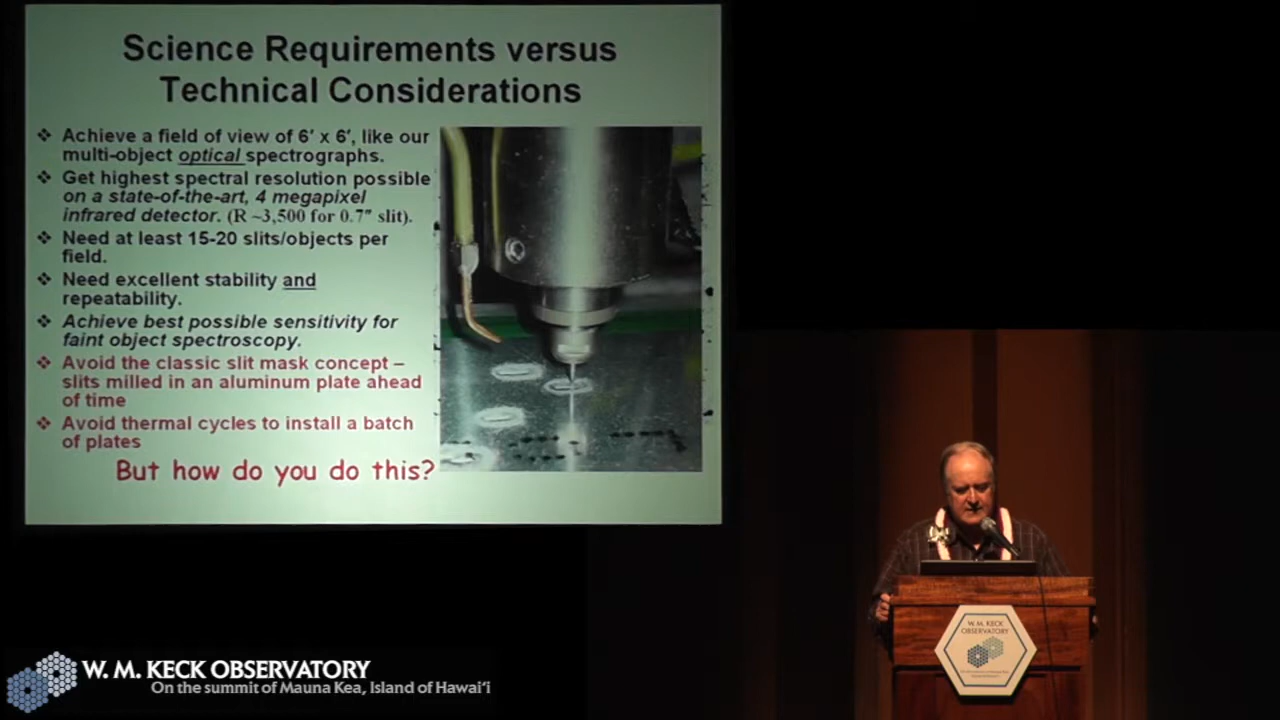 Science Requirements versus
Technical Considerations
❖ Achieve a field of view of 6′ x 6′, like our
multi-object optical spectrographs.
❖ Get highest spectral resolution possible
on a state-of-the-art, 4 megapixel
infrared detector. (R ~3,500 for 0.7″ slit).
❖ Need at least 15-20 slits/objects per
field.
❖ Need excellent stability and
repeatability.
❖ Achieve best possible sensitivity for
faint object spectroscopy.
❖ Avoid the classic slit mask concept –
slits milled in an aluminum plate ahead
of time
❖ Avoid thermal cycles to install a batch
of plates
But how do you do this?
W. M. KECK
OBSERVATORY
W. M. KECK OBSERVATORY
On the summit of Mauna Kea, Island of Hawai‘i